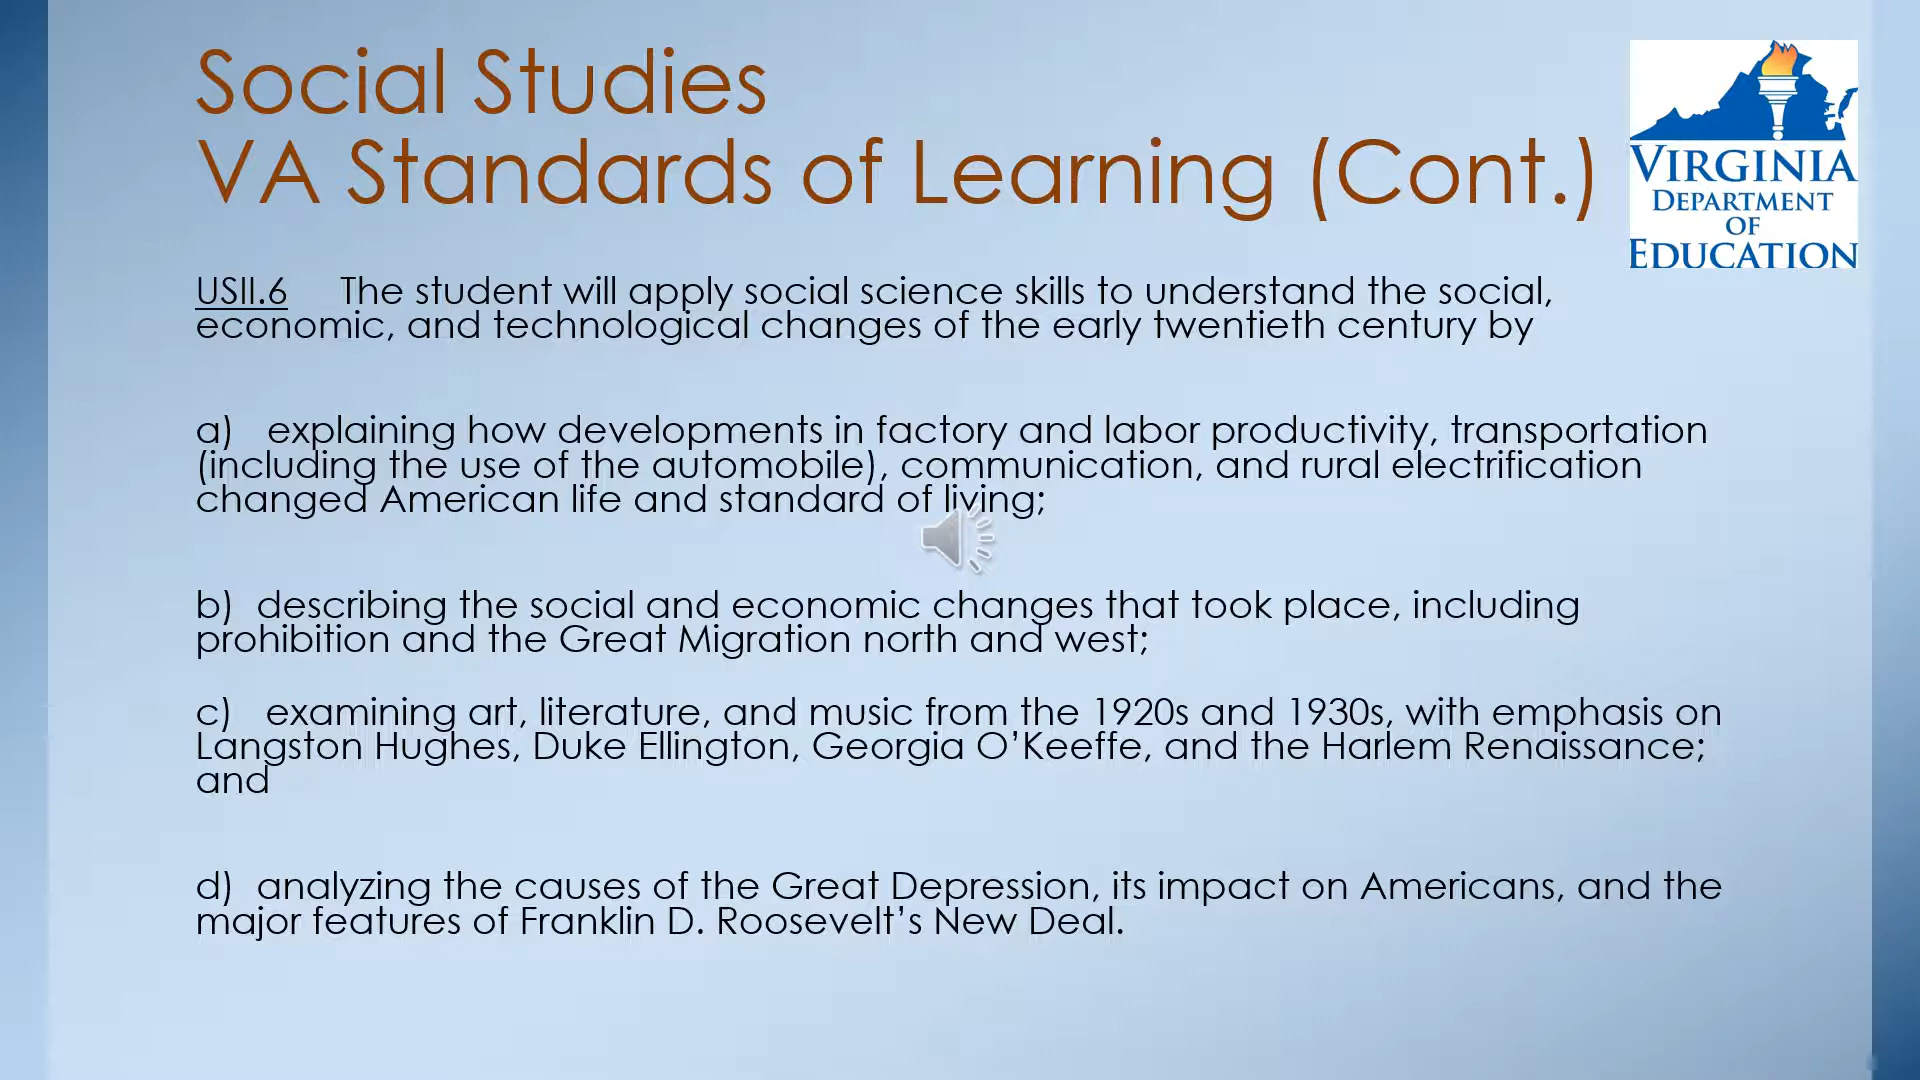 Social Studies
VA Standards of Learning (Cont.)
VIRGINIA
DEPARTMENT
OF
EDUCATION
USII.6 The student will apply social science skills to understand the social,
economic, and technological changes of the early twentieth century by
a) explaining how developments in factory and labor productivity, transportation
(including the use of the automobile), communication, and rural electrification
changed American life and standard of living;
b) describing the social and economic changes that took place, including
prohibition and the Great Migration north and west;
c) examining art, literature, and music from the 1920s and 1930s, with emphasis on
Langston Hughes, Duke Ellington, Georgia O’Keeffe, and the Harlem Renaissance;
and
d) analyzing the causes of the Great Depression, its impact on Americans, and the
major features of Franklin D. Roosevelt’s New Deal.